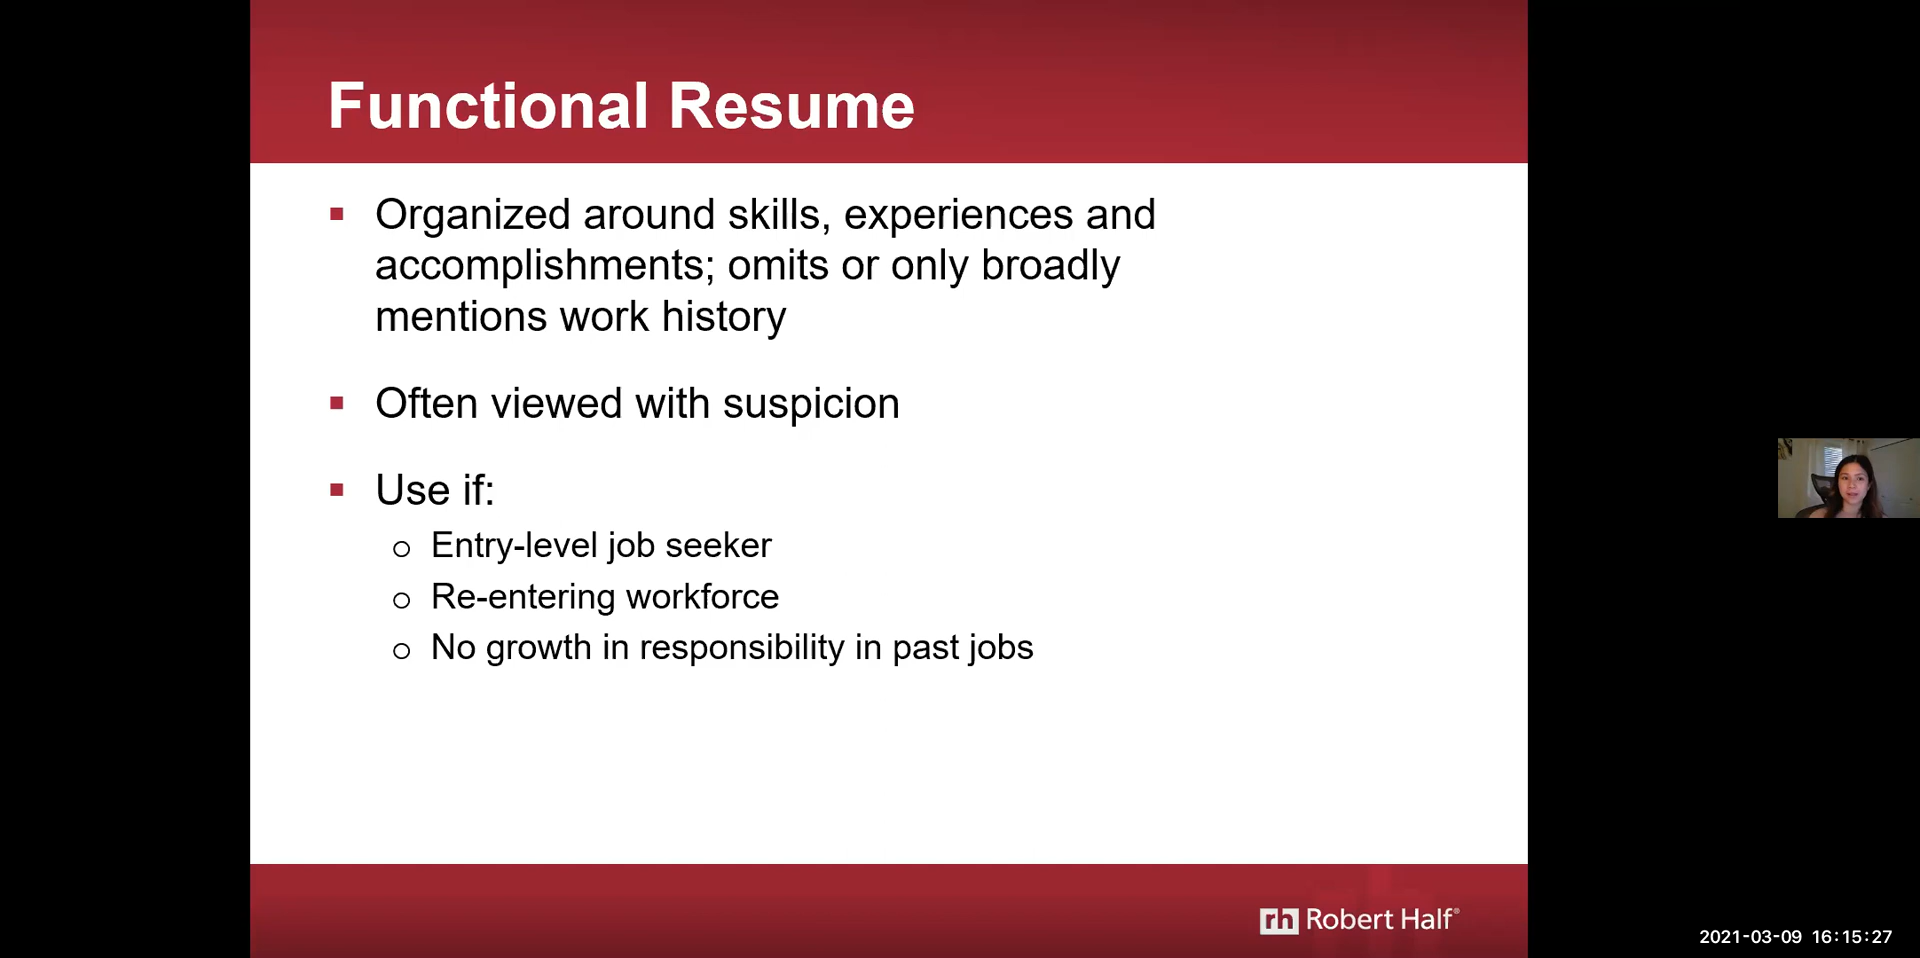 Functional Resume
▪ Organized around skills, experiences and
accomplishments; omits or only broadly
mentions work history
▪ Often viewed with suspicion
▪ Use if:
o Entry-level job seeker
o Re-entering workforce
o No growth in responsibility in past jobs
rh Robert Half®
2021-03-09 16:15:27